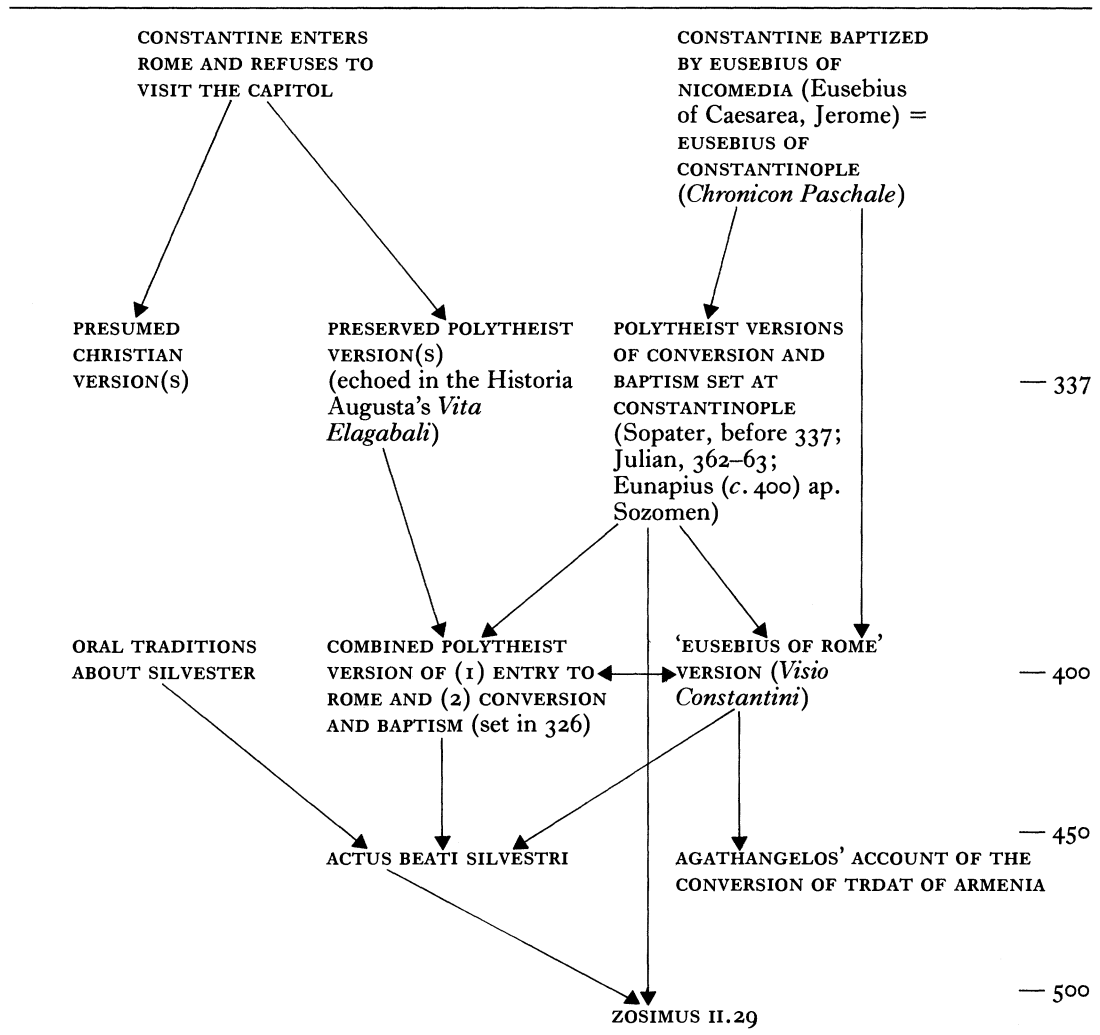 CONSTANTINE ENTERS
ROME AND REFUSES TO
VISIT THE CAPITOL
CONSTANTINE BAPTIZED
BY EUSEBIUS OF
NICOMEDIA (Eusebius
of Caesarea, Jerome) =
EUSEBIUS OF
CONSTANTINOPLE
(Chronicon Paschale)
PRESUMED
CHRISTIAN
VERSION(S)
PRESERVED POLYTHEIST
VERSION(S)
(echoed in the Historia
Augusta's Vita
Elagabali)
POLYTHEIST VERSIONS
OF CONVERSION AND
BAPTISM SET AT
CONSTANTINOPLE
(Sopater, before 337;
Julian, 362–63;
Eunapius (c. 400) ap.
Sozomen)
— 337
ORAL TRADITIONS
ABOUT SILVESTER
COMBINED POLYTHEIST
VERSION OF (1) ENTRY TO
ROME AND (2) CONVERSION
AND BAPTISM (set in 326)
'EUSEBIUS OF ROME'
VERSION (Visio
Constantini)
— 400
— 450
ACTUS BEATI SILVESTRI
AGATHANGELOS' ACCOUNT OF THE
CONVERSION OF TRDAT OF ARMENIA
— 500
ZOSIMUS II.29